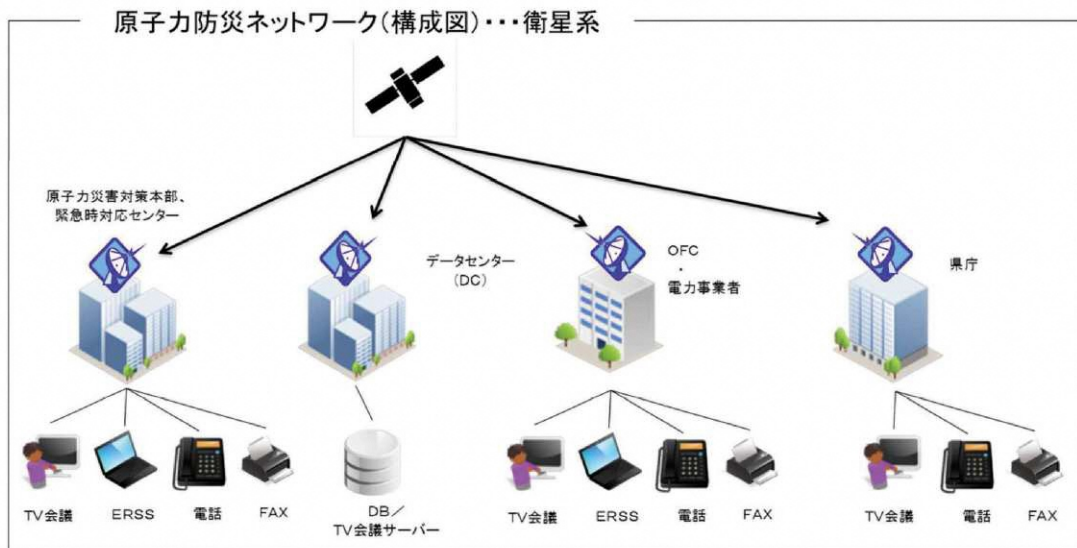 原子力防災ネットワーク(構成図)・・・衛星系
原子力災害対策本部、
緊急時対応センター
データセンター
(DC)
OFC
・
電力事業者
県庁
TV会議
ERSS
電話
FAX
DB／
TV会議サーバー
TV会議
ERSS
電話
FAX
TV会議
電話
FAX